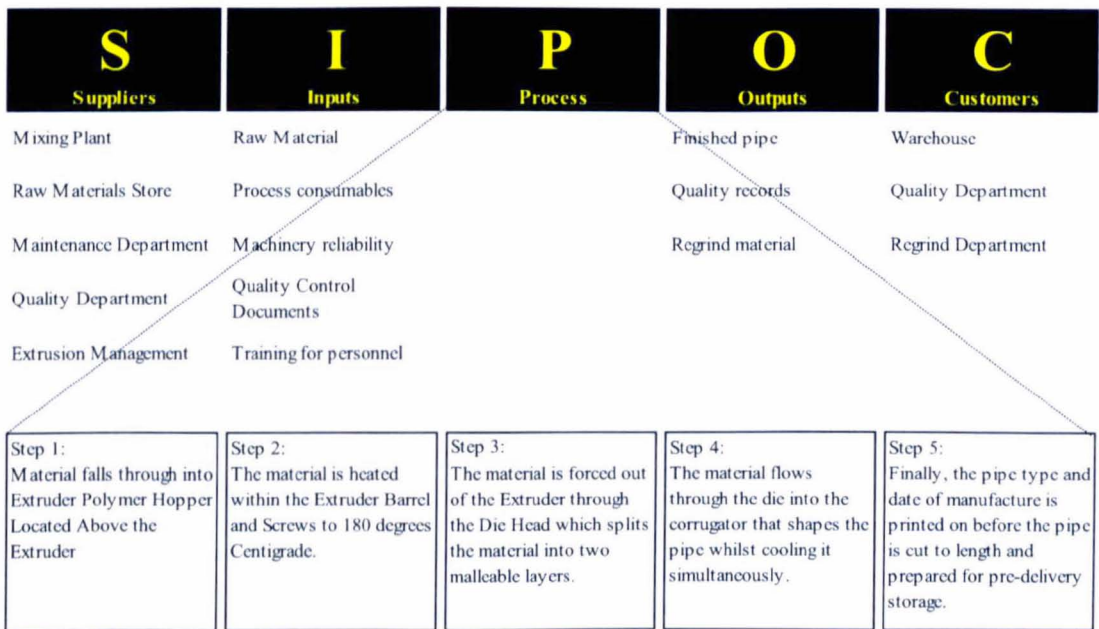 S
Suppliers
I
Inputs
P
Process
O
Outputs
C
Customers
Mixing Plant
Raw Materials Store
Maintenance Department
Quality Department
Extrusion Management
Raw Material
Process consumables
Machinery reliability
Quality Control
Documents
Training for personnel
Finished pipe
Quality records
Regrind material
Warehouse
Quality Department
Regrind Department
Step 1:
Material falls through into
Extruder Polymer Hopper
Located Above the
Extruder
Step 2:
The material is heated
within the Extruder Barrel
and Screws to 180 degrees
Centigrade.
Step 3:
The material is forced out
of the Extruder through
the Die Head which splits
the material into two
malleable layers.
Step 4:
The material flows
through the die into the
corrugator that shapes the
pipe whilst cooling it
simultaneously.
Step 5:
Finally, the pipe type and
date of manufacture is
printed on before the pipe
is cut to length and
prepared for pre-delivery
storage.